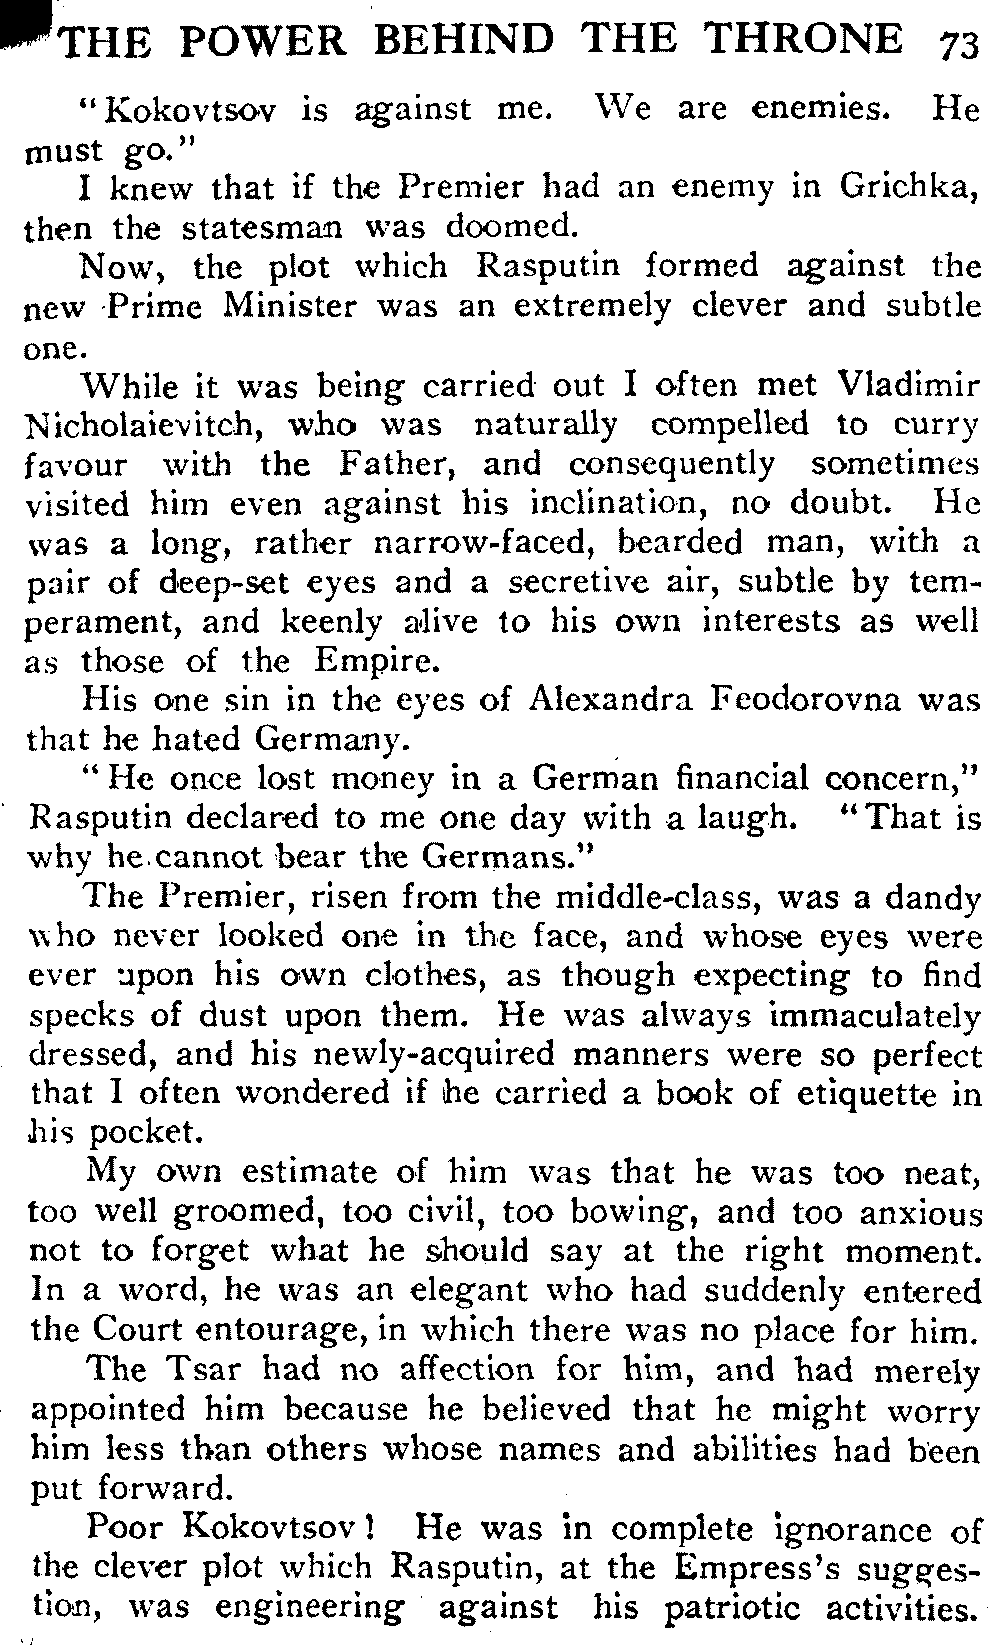 THE POWER BEHIND THE THRONE 73
"Kokovtsov is against me. We are enemies. He
must go."
I knew that if the Premier had an enemy in Grichka,
then the statesman was doomed.
Now, the plot which Rasputin formed against the
new Prime Minister was an extremely clever and subtle
one.
While it was being carried out I often met Vladimir
Nicholaievitch, who was naturally compelled to curry
favour with the Father, and consequently sometimes
visited him even against his inclination, no doubt. He
was a long, rather narrow-faced, bearded man, with a
pair of deep-set eyes and a secretive air, subtle by tem-
perament, and keenly alive to his own interests as well
as those of the Empire.
His one sin in the eyes of Alexandra Feodorovna was
that he hated Germany.
"He once lost money in a German financial concern,"
Rasputin declared to me one day with a laugh. "That is
why he cannot bear the Germans."
The Premier, risen from the middle-class, was a dandy
who never looked one in the face, and whose eyes were
ever upon his own clothes, as though expecting to find
specks of dust upon them. He was always immaculately
dressed, and his newly-acquired manners were so perfect
that I often wondered if he carried a book of etiquette in
his pocket.
My own estimate of him was that he was too neat,
too well groomed, too civil, too bowing, and too anxious
not to forget what he should say at the right moment.
In a word, he was an elegant who had suddenly entered
the Court entourage, in which there was no place for him.
The Tsar had no affection for him, and had merely
appointed him because he believed that he might worry
him less than others whose names and abilities had been
put forward.
Poor Kokovtsov! He was in complete ignorance of
the clever plot which Rasputin, at the Empress's sugges-
tion, was engineering against his patriotic activities.